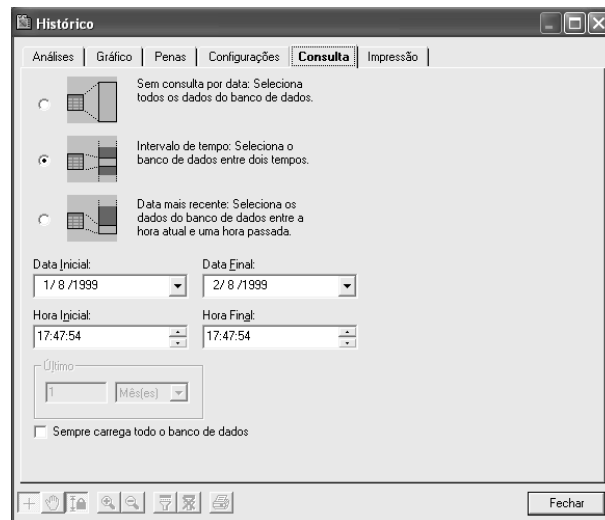 Histórico
Análises Gráfico Penas Configurações Consulta Impressão
Sem consulta por data: Seleciona
todos os dados do banco de dados.
Intervalo de tempo: Seleciona o
banco de dados entre dois tempos.
Data mais recente: Seleciona os
dados do banco de dados entre a
hora atual e uma hora passada.
Data Inicial: Data Final:
1/ 8 /1999 2/ 8 /1999
Hora Inicial: Hora Final:
17:47:54 17:47:54
Último
1 Mês(es)
Sempre carrega todo o banco de dados
Fechar